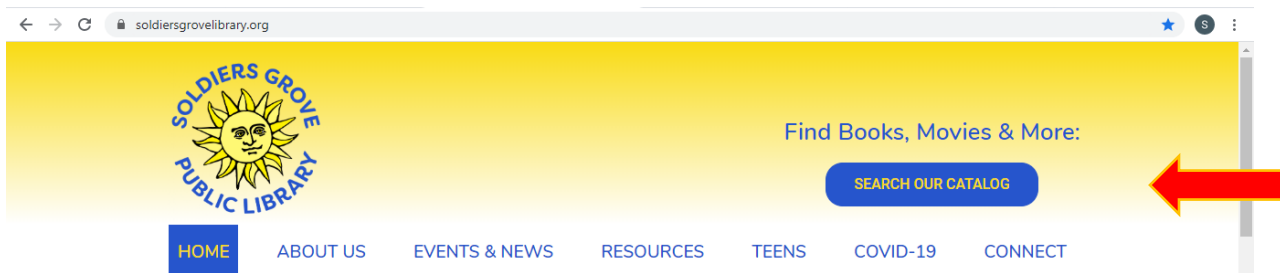 soldiersgrovelibrary.org
S
SOLDIERS GROVE
PUBLIC LIBRARY
Find Books, Movies & More:
SEARCH OUR CATALOG
HOME ABOUT US EVENTS & NEWS RESOURCES TEENS COVID-19 CONNECT